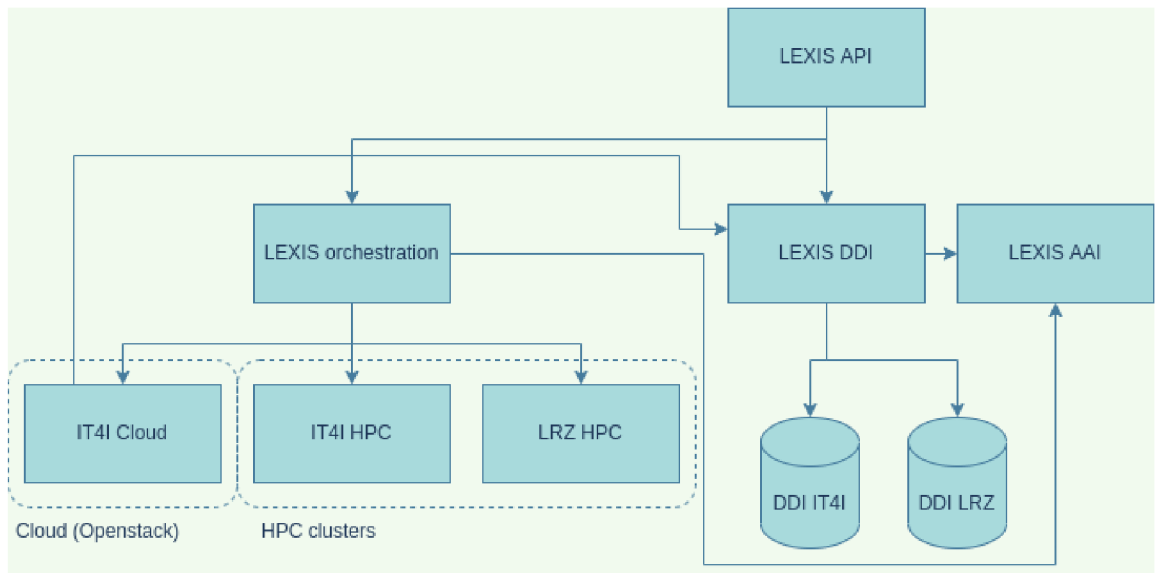 LEXIS API
LEXIS orchestration
LEXIS DDI
LEXIS AAI
IT4I Cloud
IT4I HPC
LRZ HPC
DDI IT4I
DDI LRZ
Cloud (Openstack)
HPC clusters